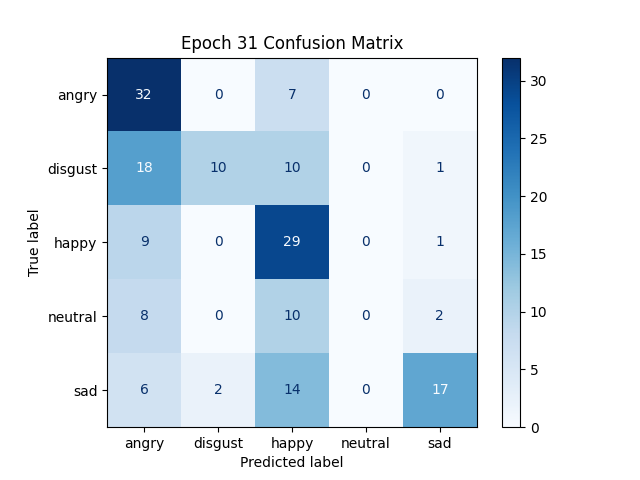 Epoch 31 Confusion Matrix
angry 32 0 7 0 0
disgust 18 10 10 0 1
happy 9 0 29 0 1
neutral 8 0 10 0 2
sad 6 2 14 0 17
angry disgust happy neutral sad
Predicted label
True label
30
25
20
15
10
5
0